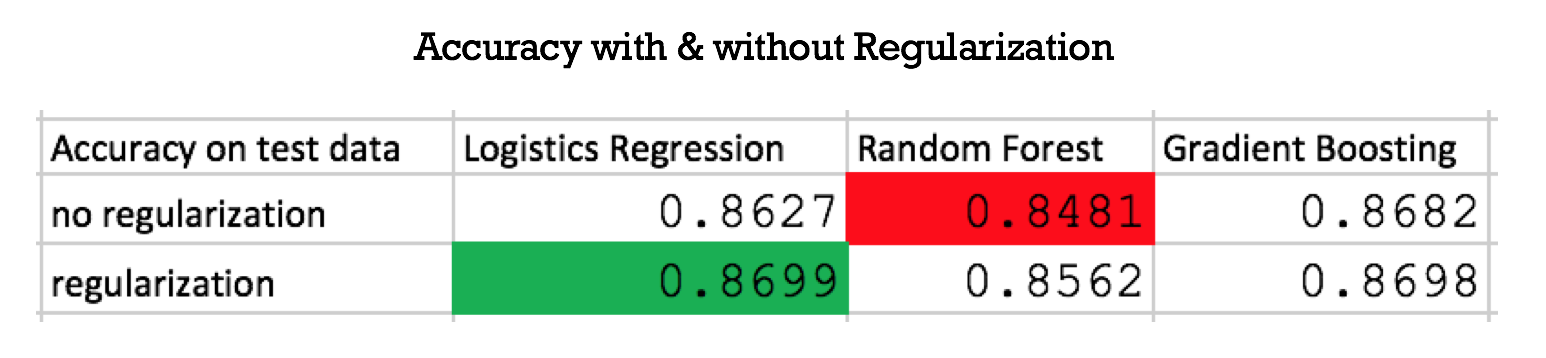 Accuracy with & without Regularization
Accuracy on test data Logistics Regression Random Forest Gradient Boosting
no regularization 0.8627 0.8481 0.8682
regularization 0.8699 0.8562 0.8698